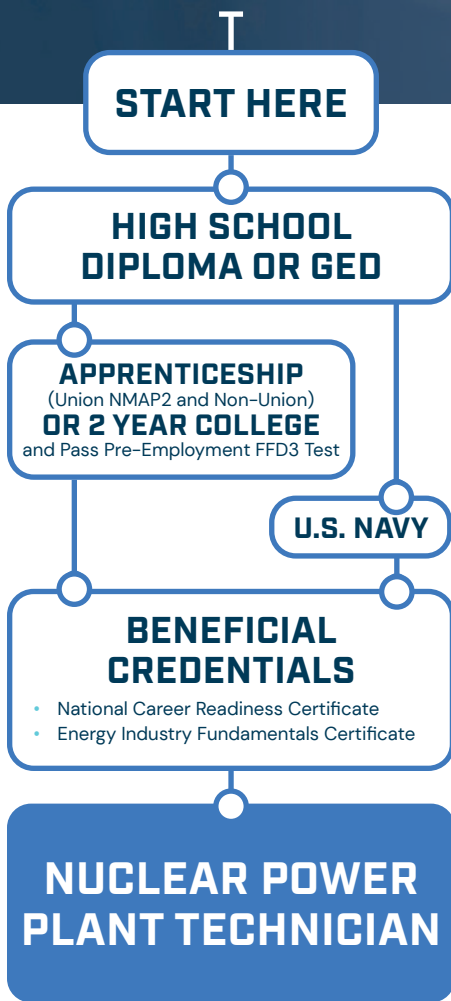 START HERE
HIGH SCHOOL
DIPLOMA OR GED
APPRENTICESHIP
(Union NMAP2 and Non-Union)
OR 2 YEAR COLLEGE
and Pass Pre-Employment FFD3 Test
U.S. NAVY
BENEFICIAL
CREDENTIALS
• National Career Readiness Certificate
• Energy Industry Fundamentals Certificate
NUCLEAR POWER
PLANT TECHNICIAN